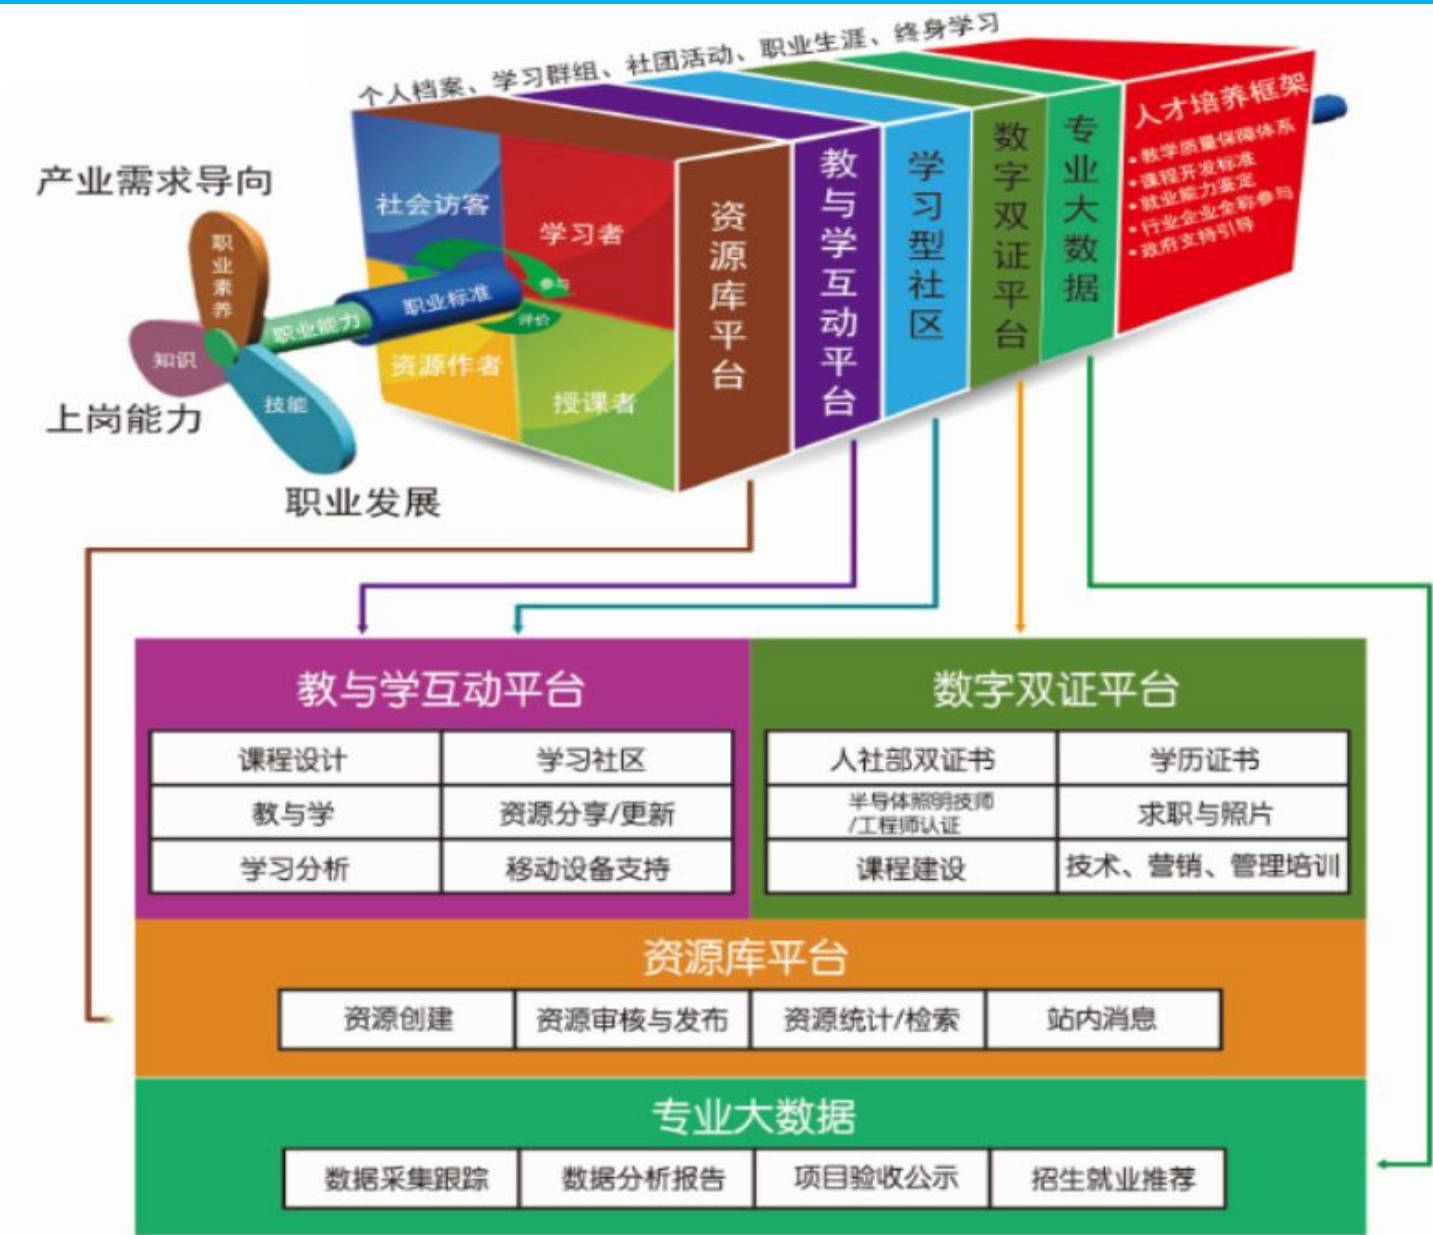 个人档案、学习群组、社团活动、职业生涯、终身学习
产业需求导向
上岗能力
职业发展
职业素养
知识
技能
职业能力
职业标准
社会访客
学习者
资源作者
授课者
参与
评价
资源库平台
教与学互动平台
学习型社区
数字双证平台
专业大数据
人才培养框架
•教学质量保障体系
•课程开发标准
•就业能力鉴定
•行业企业全称参与
•政府支持引导
教与学互动平台
课程设计
学习社区
教与学
资源分享/更新
学习分析
移动设备支持
数字双证平台
人社部双证书
学历证书
半导体照明技师
/工程师认证
求职与照片
课程建设
技术、营销、管理培训
资源库平台
资源创建
资源审核与发布
资源统计/检索
站内消息
专业大数据
数据采集跟踪
数据分析报告
项目验收公示
招生就业推荐